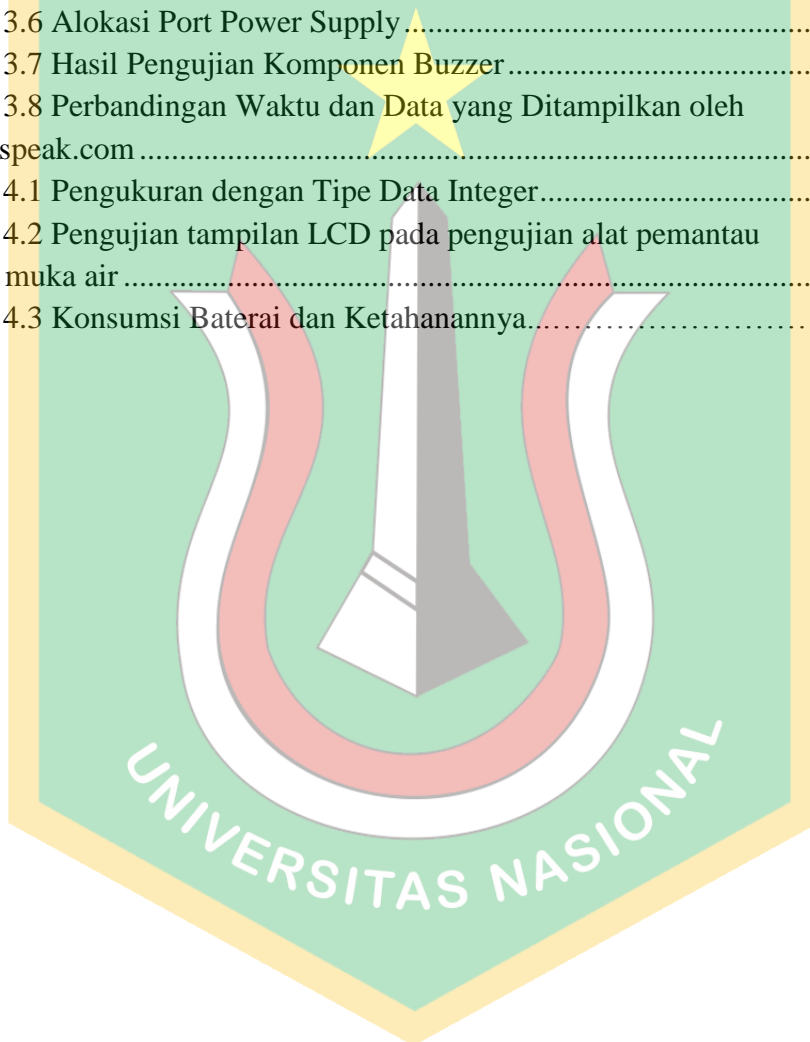 3.6 Alokasi Port Power Supply....................................................
3.7 Hasil Pengujian Komponen Buzzer.......................................
3.8 Perbandingan Waktu dan Data yang Ditampilkan oleh
speak.com.....................................................................................
4.1 Pengukuran dengan Tipe Data Integer...................................
4.2 Pengujian tampilan LCD pada pengujian alat pemantau
muka air.......................................................................................
4.3 Konsumsi Baterai dan Ketahanannya..…………………………
UNIVERSITAS NASIONAL